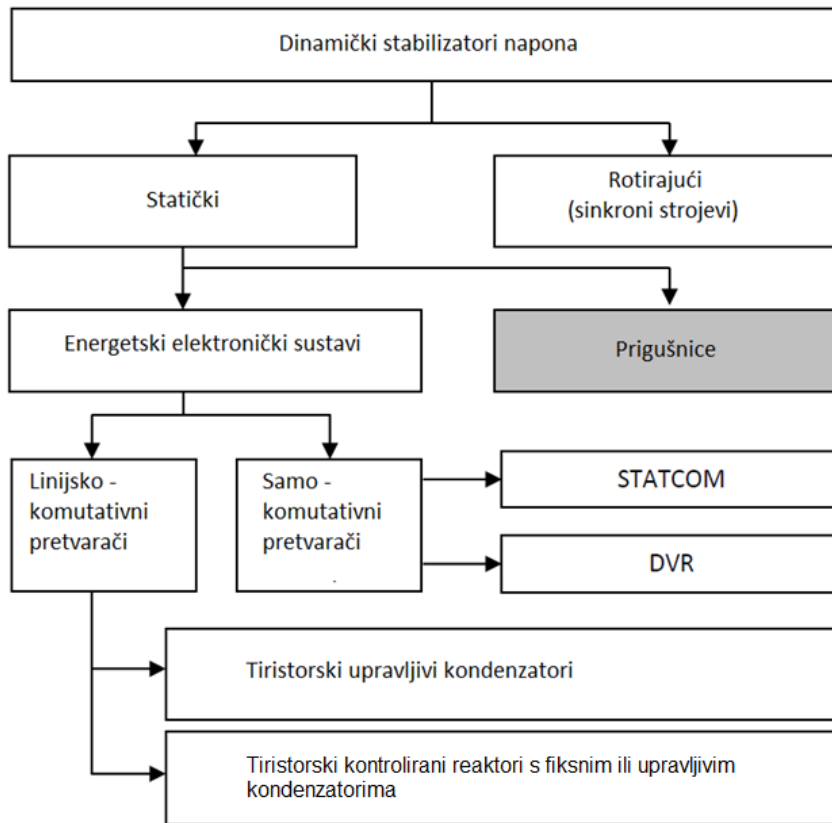 Dinamički stabilizatori napona
Statički
Rotirajući
(sinkroni strojevi)
Energetski elektronički sustavi
Prigušnice
Linijsko -
komutativni
pretvarači
Samo -
komutativni
pretvarači
STATCOM
DVR
Tiristorski upravljivi kondenzatori
Tiristorski kontrolirani reaktori s fiksnim ili upravljivim
kondenzatorima